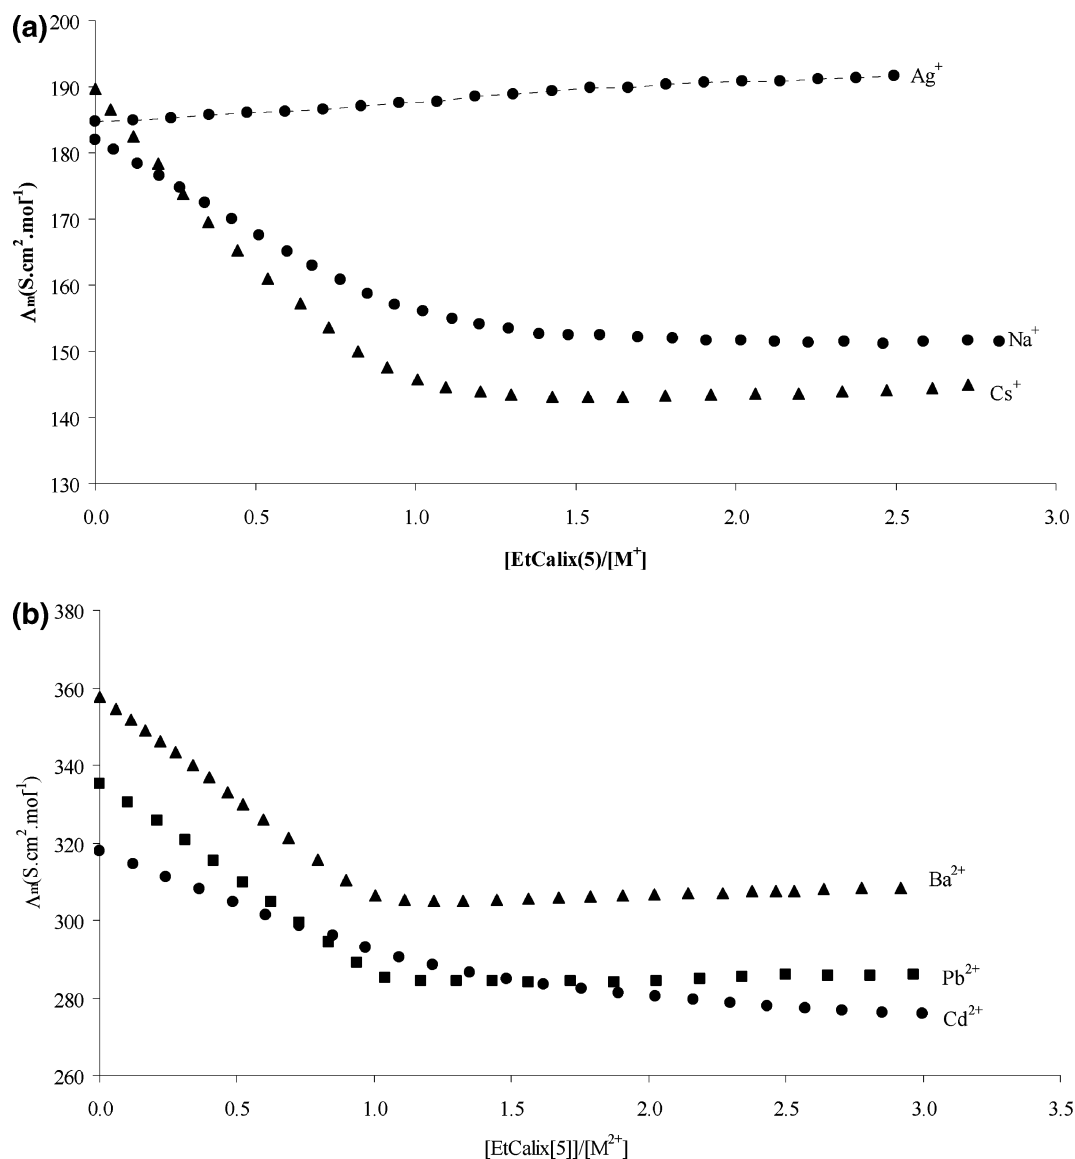 (a)
200
190
180
170
160
150
140
130
Λm(S.cm².mol⁻¹)
Ag⁺
Na⁺
Cs⁺
0.0 0.5 1.0 1.5 2.0 2.5 3.0
[EtCalix(5)/[M⁺]
(b)
380
360
340
320
300
280
260
Λm(S.cm².mol⁻¹)
Ba²⁺
Pb²⁺
Cd²⁺
0.0 0.5 1.0 1.5 2.0 2.5 3.0 3.5
[EtCalix[5]]/[M²⁺]